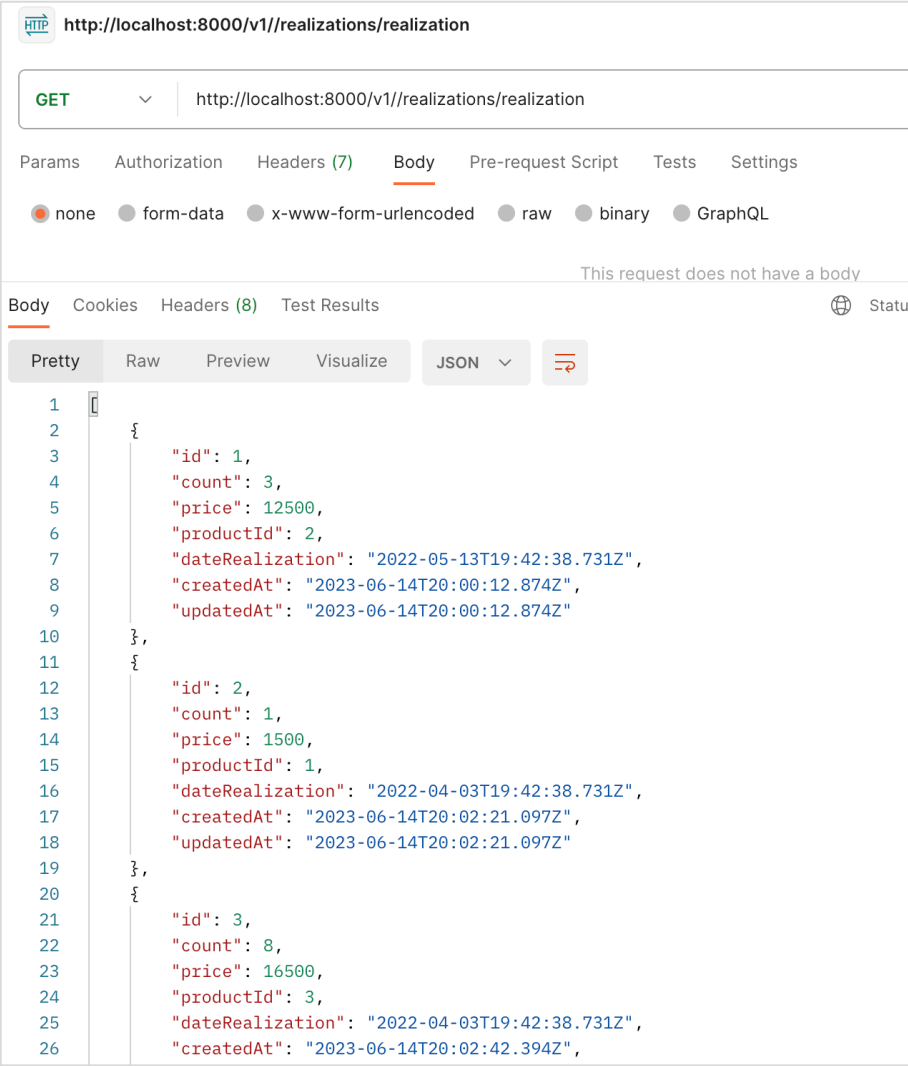 HTTP http://localhost:8000/v1//realizations/realization
GET http://localhost:8000/v1//realizations/realization
Params Authorization Headers (7) Body Pre-request Script Tests Settings
none form-data x-www-form-urlencoded raw binary GraphQL
This request does not have a body
Body Cookies Headers (8) Test Results Statu
Pretty Raw Preview Visualize JSON
1 [
2 {
3 "id": 1,
4 "count": 3,
5 "price": 12500,
6 "productId": 2,
7 "dateRealization": "2022-05-13T19:42:38.731Z",
8 "createdAt": "2023-06-14T20:00:12.874Z",
9 "updatedAt": "2023-06-14T20:00:12.874Z"
10 },
11 {
12 "id": 2,
13 "count": 1,
14 "price": 1500,
15 "productId": 1,
16 "dateRealization": "2022-04-03T19:42:38.731Z",
17 "createdAt": "2023-06-14T20:02:21.097Z",
18 "updatedAt": "2023-06-14T20:02:21.097Z"
19 },
20 {
21 "id": 3,
22 "count": 8,
23 "price": 16500,
24 "productId": 3,
25 "dateRealization": "2022-04-03T19:42:38.731Z",
26 "createdAt": "2023-06-14T20:02:42.394Z",